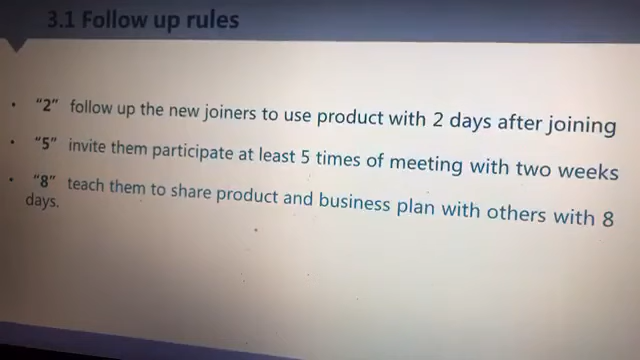 3.1 Follow up rules
• "2" follow up the new joiners to use product with 2 days after joining
• "5" invite them participate at least 5 times of meeting with two weeks
• "8" teach them to share product and business plan with others with 8
days.